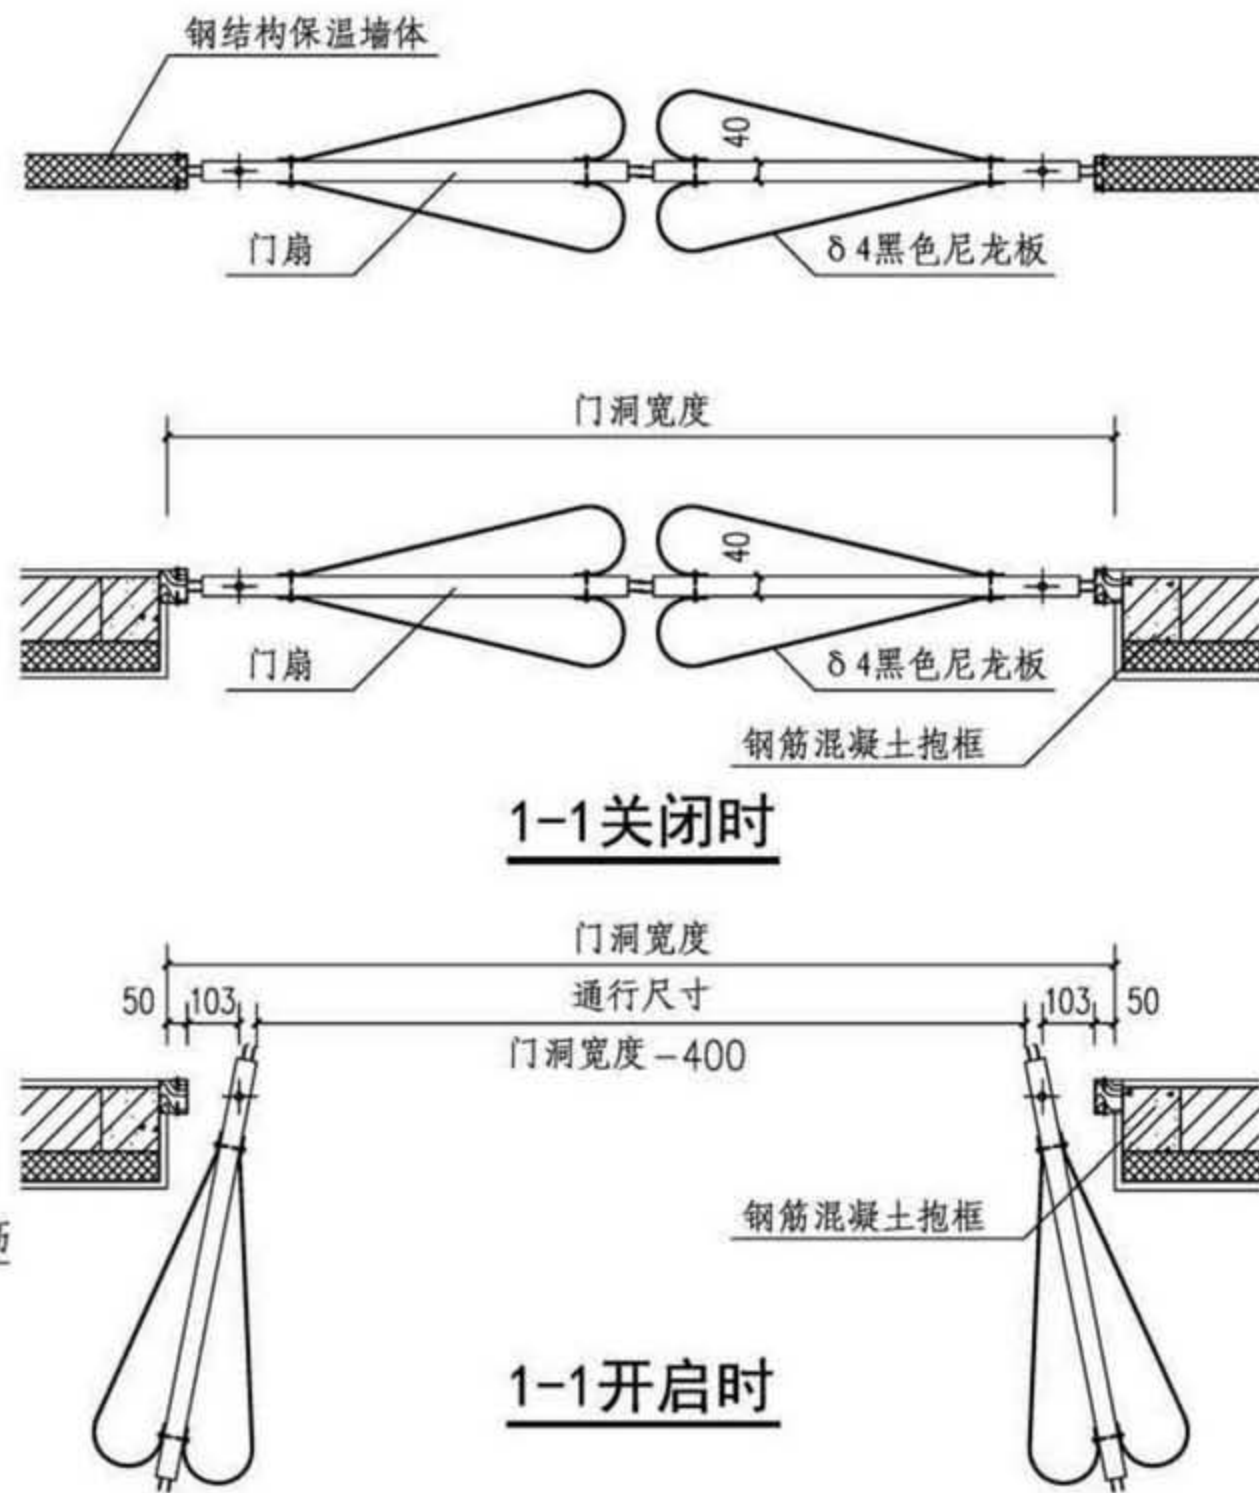 钢结构保温墙体
40
门扇
δ4黑色尼龙板
门洞宽度
40
门扇
δ4黑色尼龙板
钢筋混凝土抱框
1-1关闭时
门洞宽度
50
103
通行尺寸
103
50
门洞宽度-400
钢筋混凝土抱框
1-1开启时